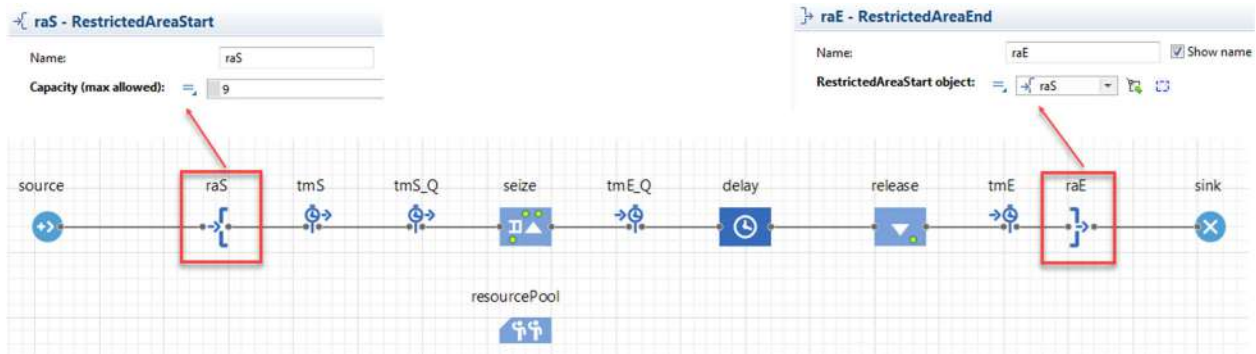 raS - RestrictedAreaStart
Name: raS
Capacity (max allowed): 9
raE - RestrictedAreaEnd
Name: raE Show name
RestrictedAreaStart object: raS
source raS tmS tmS_Q seize tmE_Q delay release tmE raE sink
resourcePool